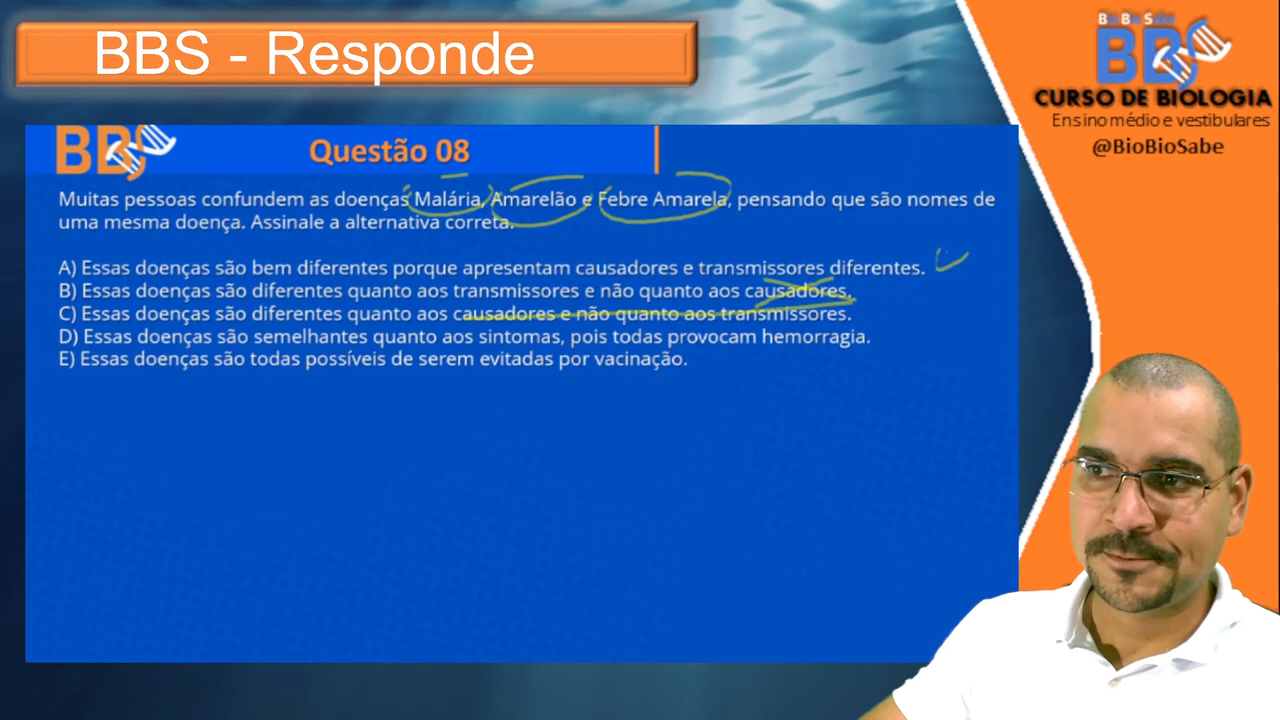 BBS - Responde
Bio Bio Sabe
BBS
CURSO DE BIOLOGIA
Ensino médio e vestibulares
@BioBioSabe
BBS
Questão 08
Muitas pessoas confundem as doenças Malária, Amarelão e Febre Amarela, pensando que são nomes de
uma mesma doença. Assinale a alternativa correta.
A) Essas doenças são bem diferentes porque apresentam causadores e transmissores diferentes.
B) Essas doenças são diferentes quanto aos transmissores e não quanto aos causadores.
C) Essas doenças são diferentes quanto aos causadores e não quanto aos transmissores.
D) Essas doenças são semelhantes quanto aos sintomas, pois todas provocam hemorragia.
E) Essas doenças são todas possíveis de serem evitadas por vacinação.